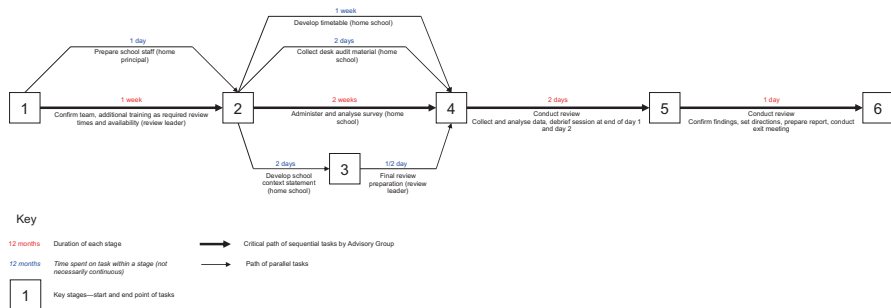 1 week
Develop timetable (home school)
1 day
Prepare school staff (home
principal)
2 days
Collect desk audit material (home
school)
1
1 week
Confirm team, additional training as required review
times and availability (review leader)
2
2 weeks
Administer and analyse survey (home
school)
4
2 days
Conduct review
Collect and analyse data, debrief session at end of day 1
and day 2
5
1 day
Conduct review
Confirm findings, set directions, prepare report, conduct
exit meeting
6
2 days
Develop school
context statement
(home school)
3
1/2 day
Final review
preparation (review
leader)
Key
12 months Duration of each stage Critical path of sequential tasks by Advisory Group
12 months Time spent on task within a stage (not
necessarily continuous)
Path of parallel tasks
1 Key stages—start and end point of tasks